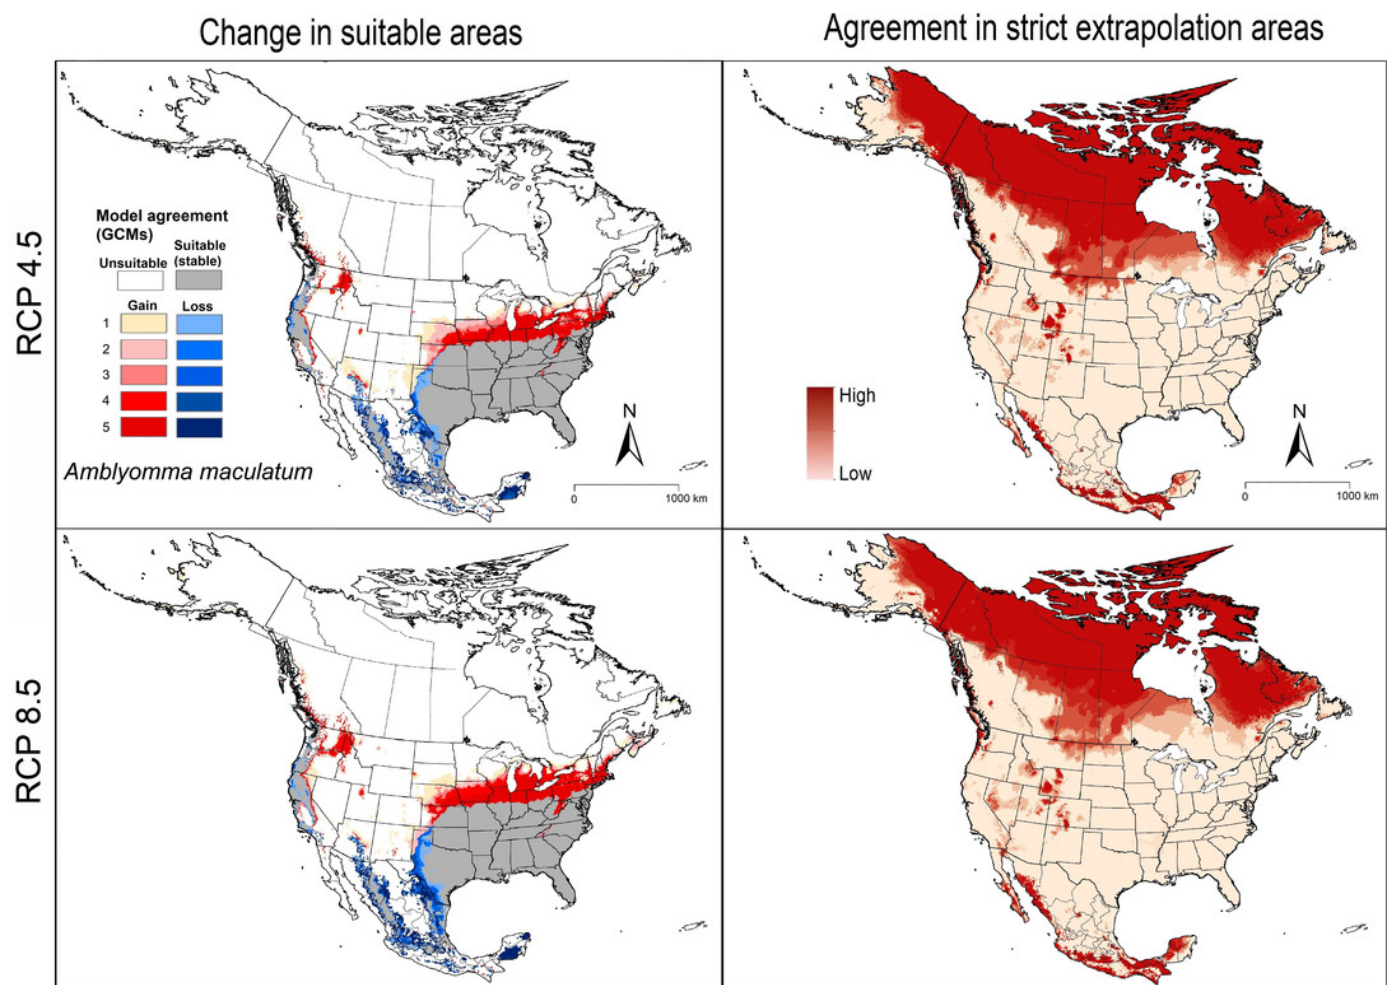 Change in suitable areas
Agreement in strict extrapolation areas
RCP 4.5
Model agreement
(GCMs)
Unsuitable
Suitable
(stable)
Gain
Loss
1
2
3
4
5
Amblyomma maculatum
N
0
1000 km
High
Low
N
0
1000 km
RCP 8.5